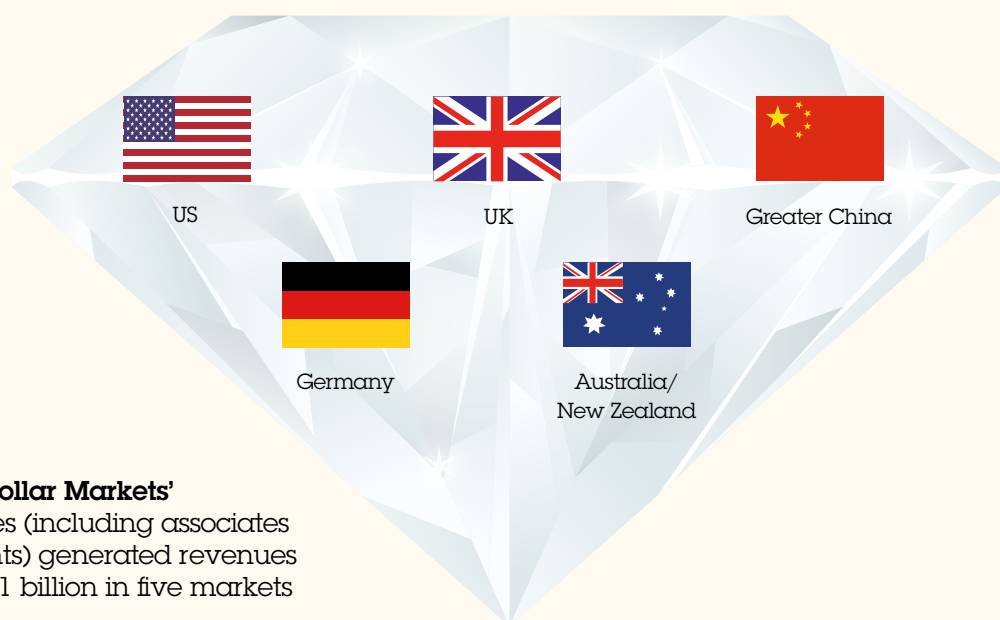 US
UK
Greater China
Germany
Australia/
New Zealand
ollar Markets’
es (including associates
nts) generated revenues
1 billion in five markets